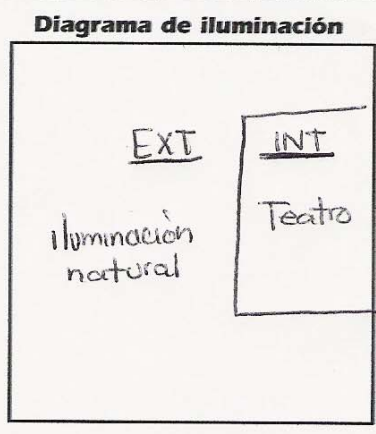 Diagrama de iluminación
EXT
iluminación
natural
INT
Teatro